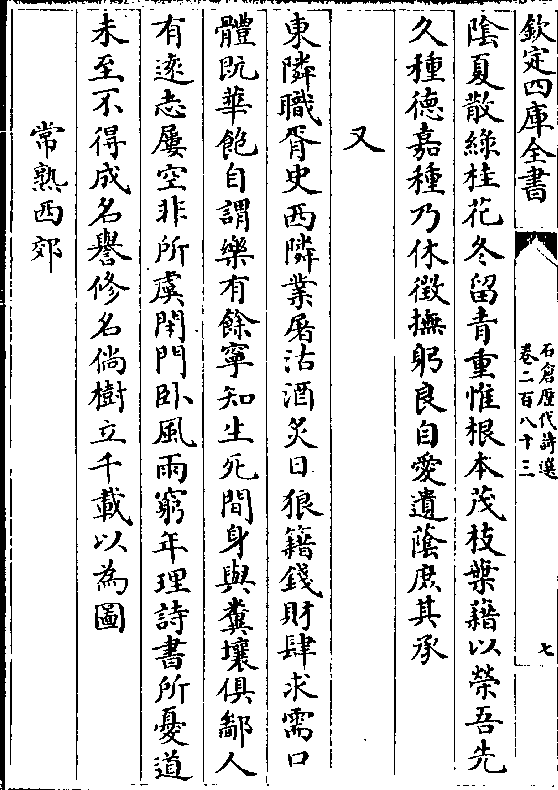 欽定四庫全書
石倉歴代詩選
卷二百八十三
七
陰夏散綠桂花冬留青重惟根本茂枝葉藉以榮吾先
久種德嘉種乃休徴撫躬良自愛遺蔭庶其承
又
東隣職胥史西隣業屠沽酒炙日狼籍錢財肆求需口
體既華飽自謂樂有餘寧知生死間身與糞壤俱鄙人
有逺志屢空非所虞閉門卧風雨窮年理詩書所憂道
未至不得成名譽修名倘樹立千載以為圖
常熟西郊